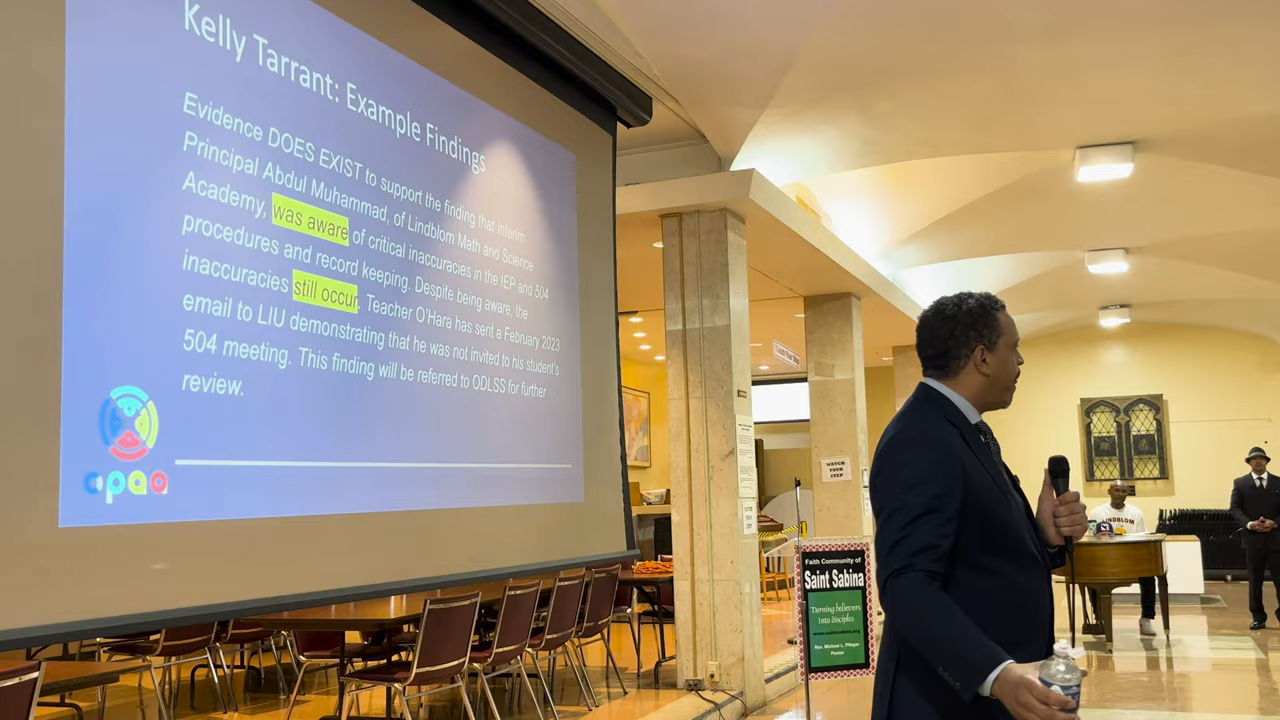 Kelly Tarrant: Example Findings
Evidence DOES EXIST to support the finding that Interim
Principal Abdul Muhammad, of Lindblom Math and Science
Academy, was aware of critical inaccuracies in the IEP and 504
procedures and record keeping. Despite being aware, the
inaccuracies still occur. Teacher O'Hara has sent a February 2023
email to LIU demonstrating that he was not invited to his student's
504 meeting. This finding will be referred to ODLSS for further
review.
WATCH
YOUR
STEP
Faith Community of
Saint Sabina
Turning believers
Into disciples
www.saintsabina.org
Rev. Michael L. Pfleger
Pastor
LINDBLOM